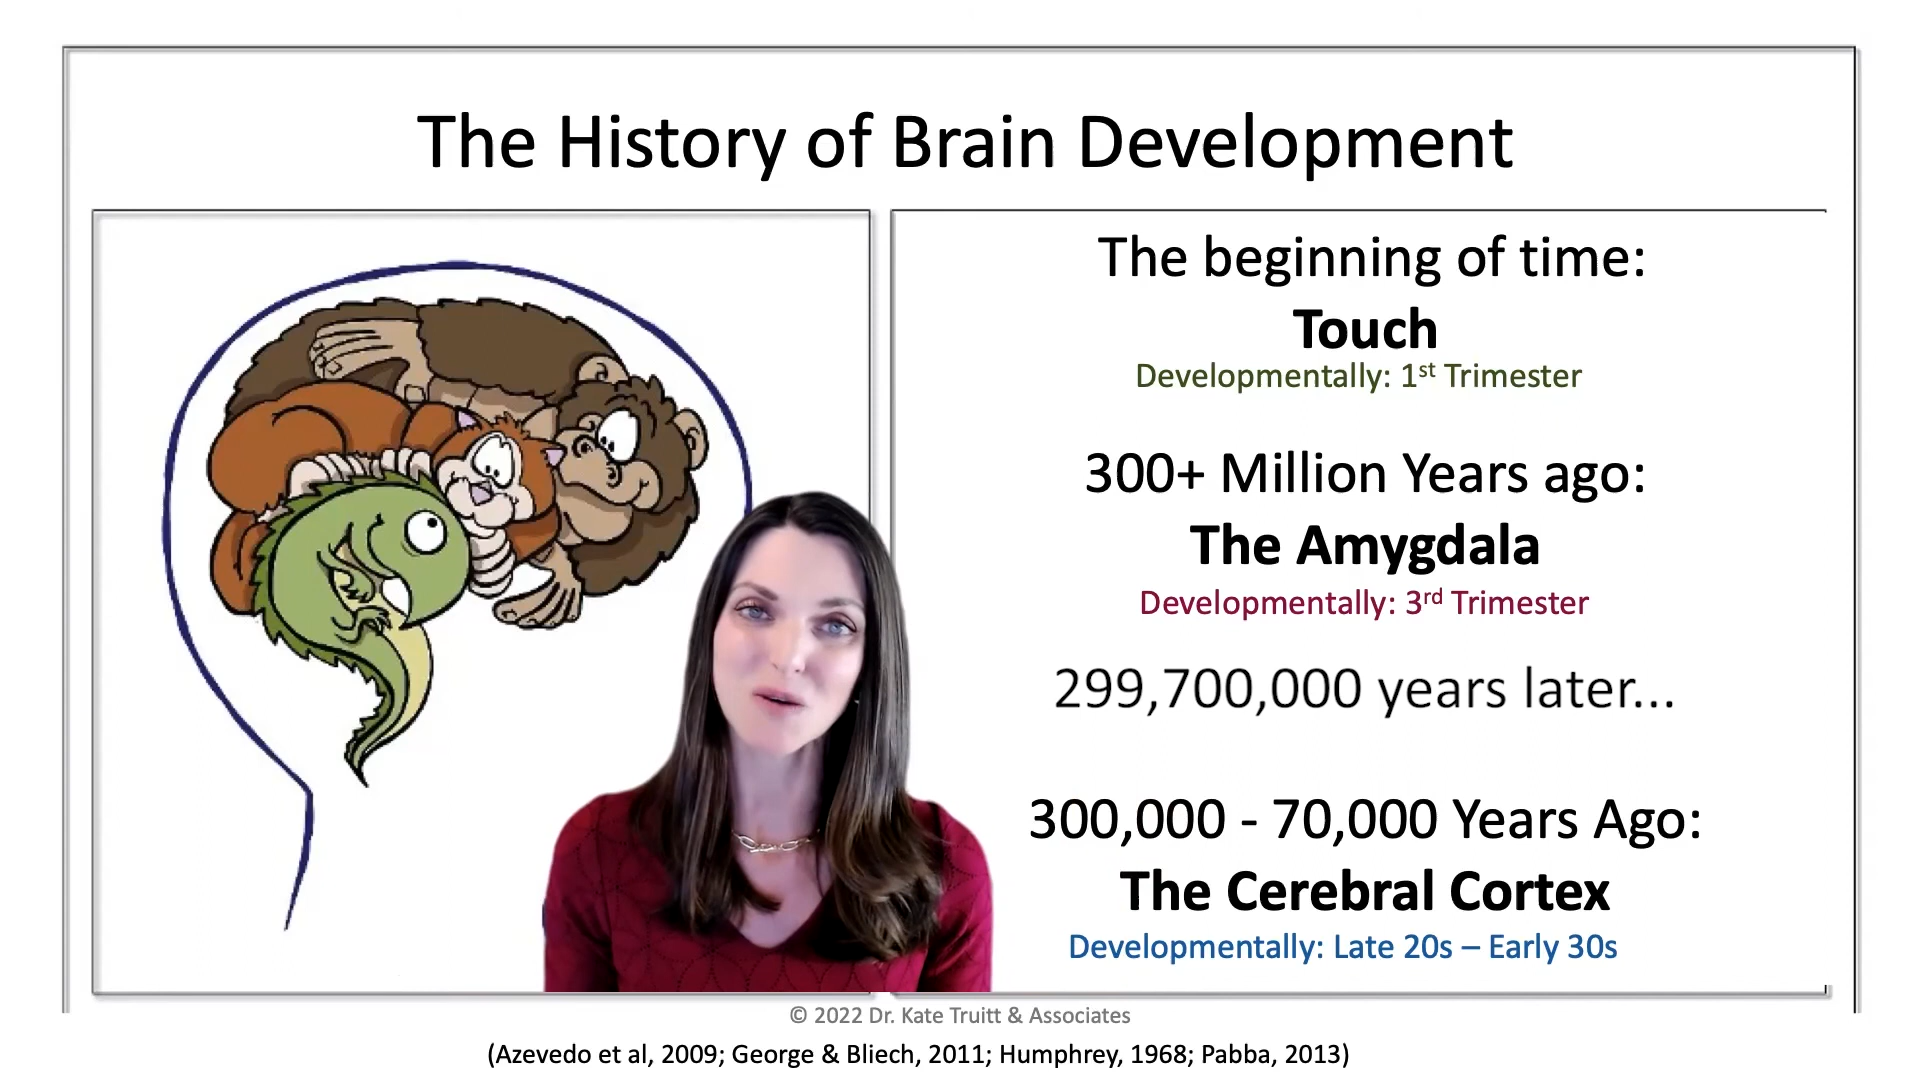 The History of Brain Development
The beginning of time:
Touch
Developmentally: 1st Trimester
300+ Million Years ago:
The Amygdala
Developmentally: 3rd Trimester
299,700,000 years later...
300,000 - 70,000 Years Ago:
The Cerebral Cortex
Developmentally: Late 20s – Early 30s
© 2022 Dr. Kate Truitt & Associates
(Azevedo et al, 2009; George & Bliech, 2011; Humphrey, 1968; Pabba, 2013)